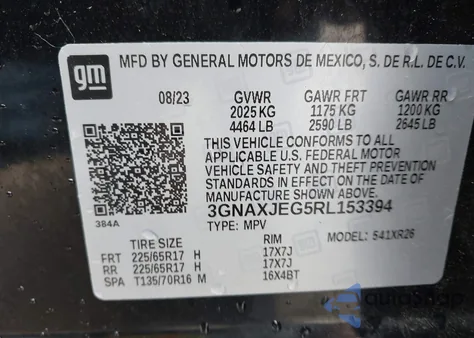 gm
MFD BY GENERAL MOTORS DE MEXICO, S. DE R.L. DE C.V.
08/23 GVWR GAWR FRT GAWR RR
2025 KG 1175 KG 1200 KG
4464 LB 2590 LB 2645 LB
THIS VEHICLE CONFORMS TO ALL
APPLICABLE U.S. FEDERAL MOTOR
VEHICLE SAFETY STANDARDS
IN EFFECT ON THE DATE OF
MANUFACTURE SHOWN ABOVE.
384A
3GNAXJEG5RL153394
TYPE: MPV
MODEL: 541XR26
TIRE SIZE RIM
FRT 225/65R17 H 17X7J
RR 225/65R17 H 17X7J
SPA T135/70R16 M 16X4BT
autoSnap